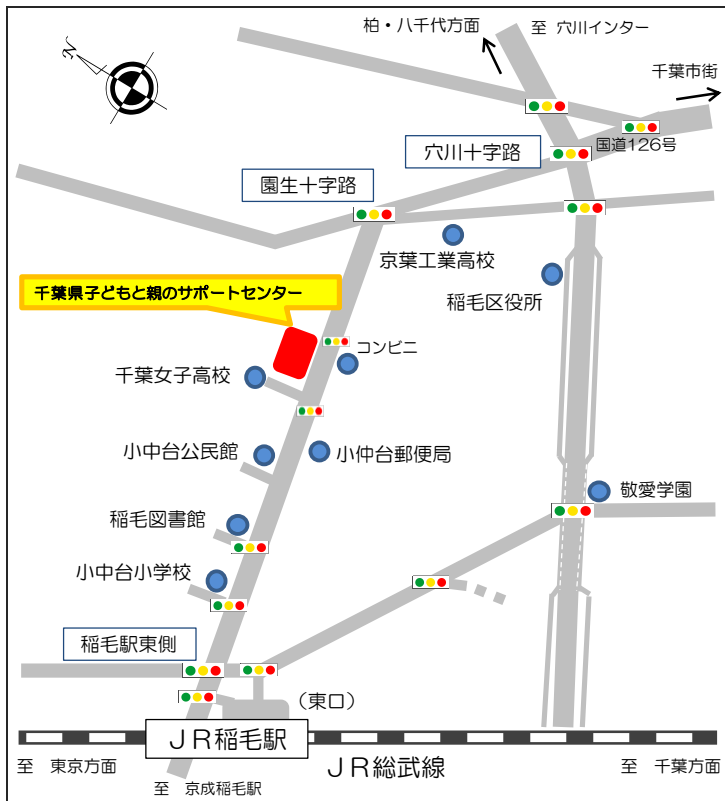 柏・八千代方面
至 穴川インター
N
千葉市街
国道126号
穴川十字路
園生十字路
京葉工業高校
千葉県子どもと親のサポートセンター
稲毛区役所
コンビニ
千葉女子高校
小中台公民館
小仲台郵便局
敬愛学園
稲毛図書館
小中台小学校
稲毛駅東側
(東口)
JR稲毛駅
至 東京方面
JR総武線
至 千葉方面
至 京成稲毛駅